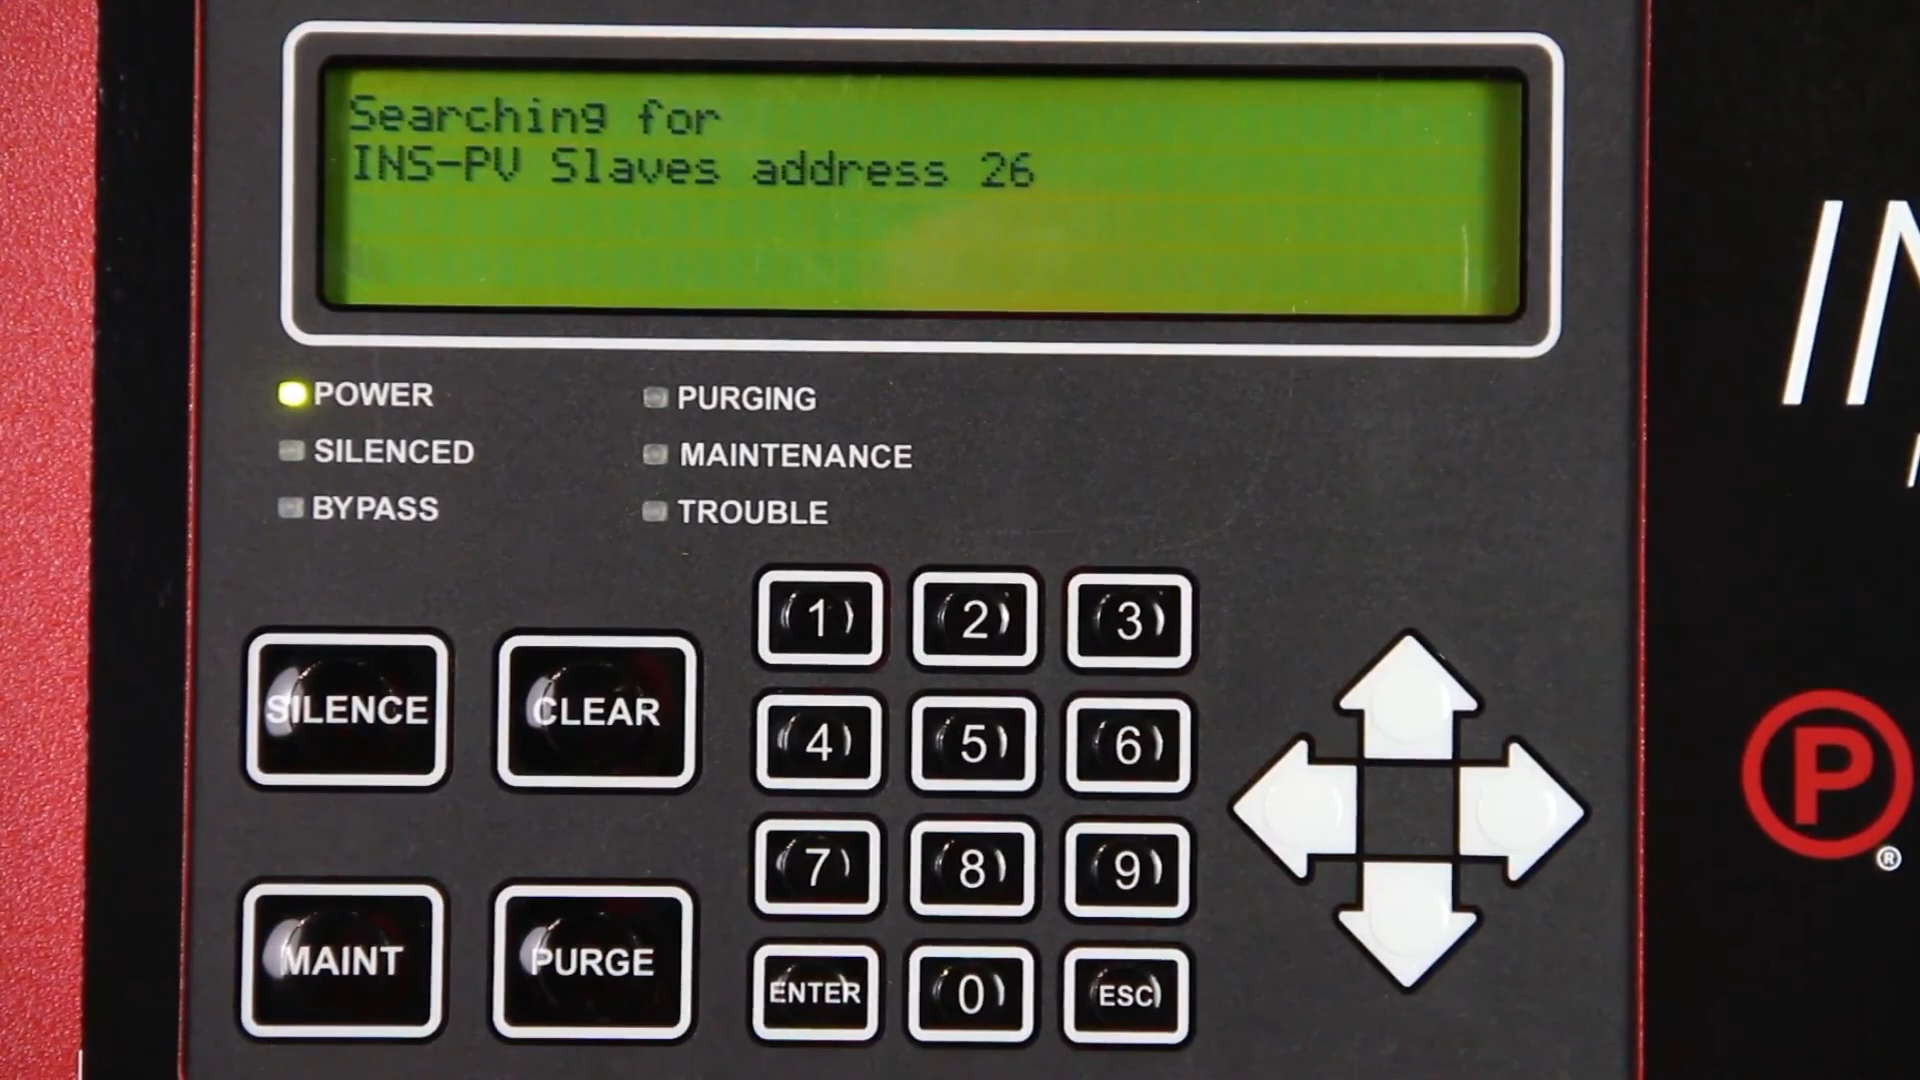 Searching for
INS-PV Slaves address 26
POWER
PURGING
SILENCED
MAINTENANCE
BYPASS
TROUBLE
SILENCE
CLEAR
1
2
3
4
5
6
7
8
9
MAINT
PURGE
ENTER
0
ESC
P
®